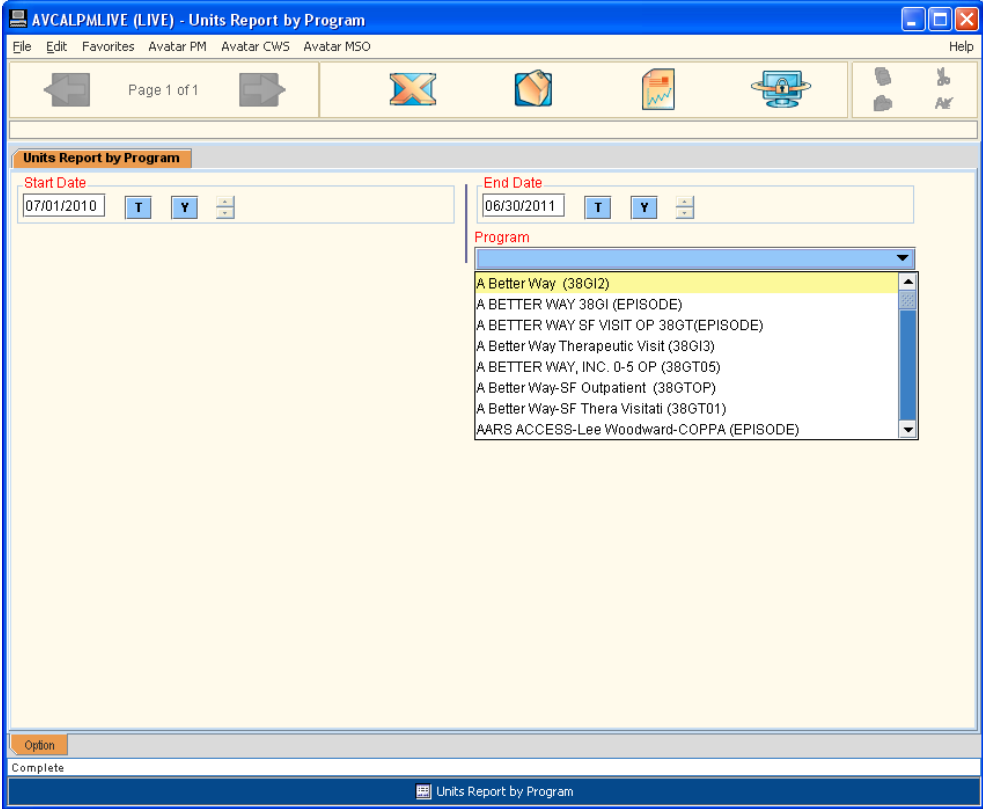 AVCALPMLIVE (LIVE) - Units Report by Program
File Edit Favorites Avatar PM Avatar CWS Avatar MSO Help
Page 1 of 1
Units Report by Program
Start Date
07/01/2010 T Y
End Date
06/30/2011 T Y
Program
A Better Way (38GI2)
A BETTER WAY 38GI (EPISODE)
A BETTER WAY SF VISIT OP 38GT(EPISODE)
A Better Way Therapeutic Visit (38GI3)
A BETTER WAY, INC. 0-5 OP (38GT05)
A Better Way-SF Outpatient (38GTOP)
A Better Way-SF Thera Visitati (38GT01)
AARS ACCESS-Lee Woodward-COPPA (EPISODE)
Option
Complete
Units Report by Program